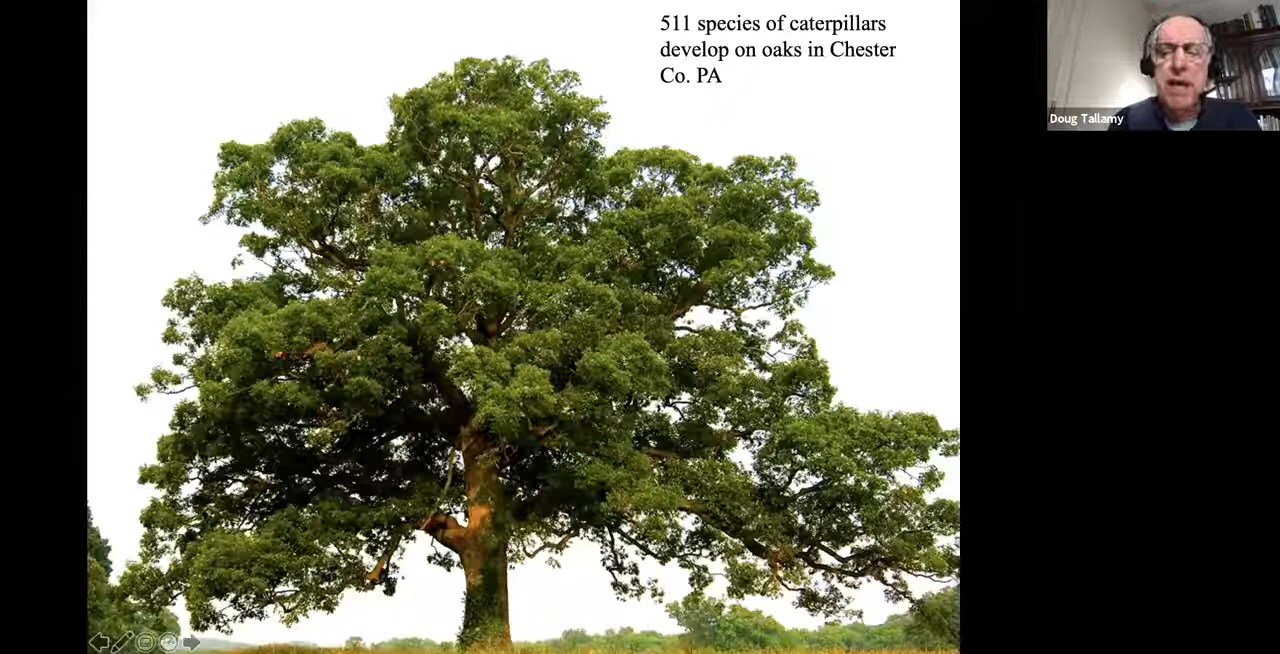 511 species of caterpillars
develop on oaks in Chester
Co. PA
Doug Tallamy